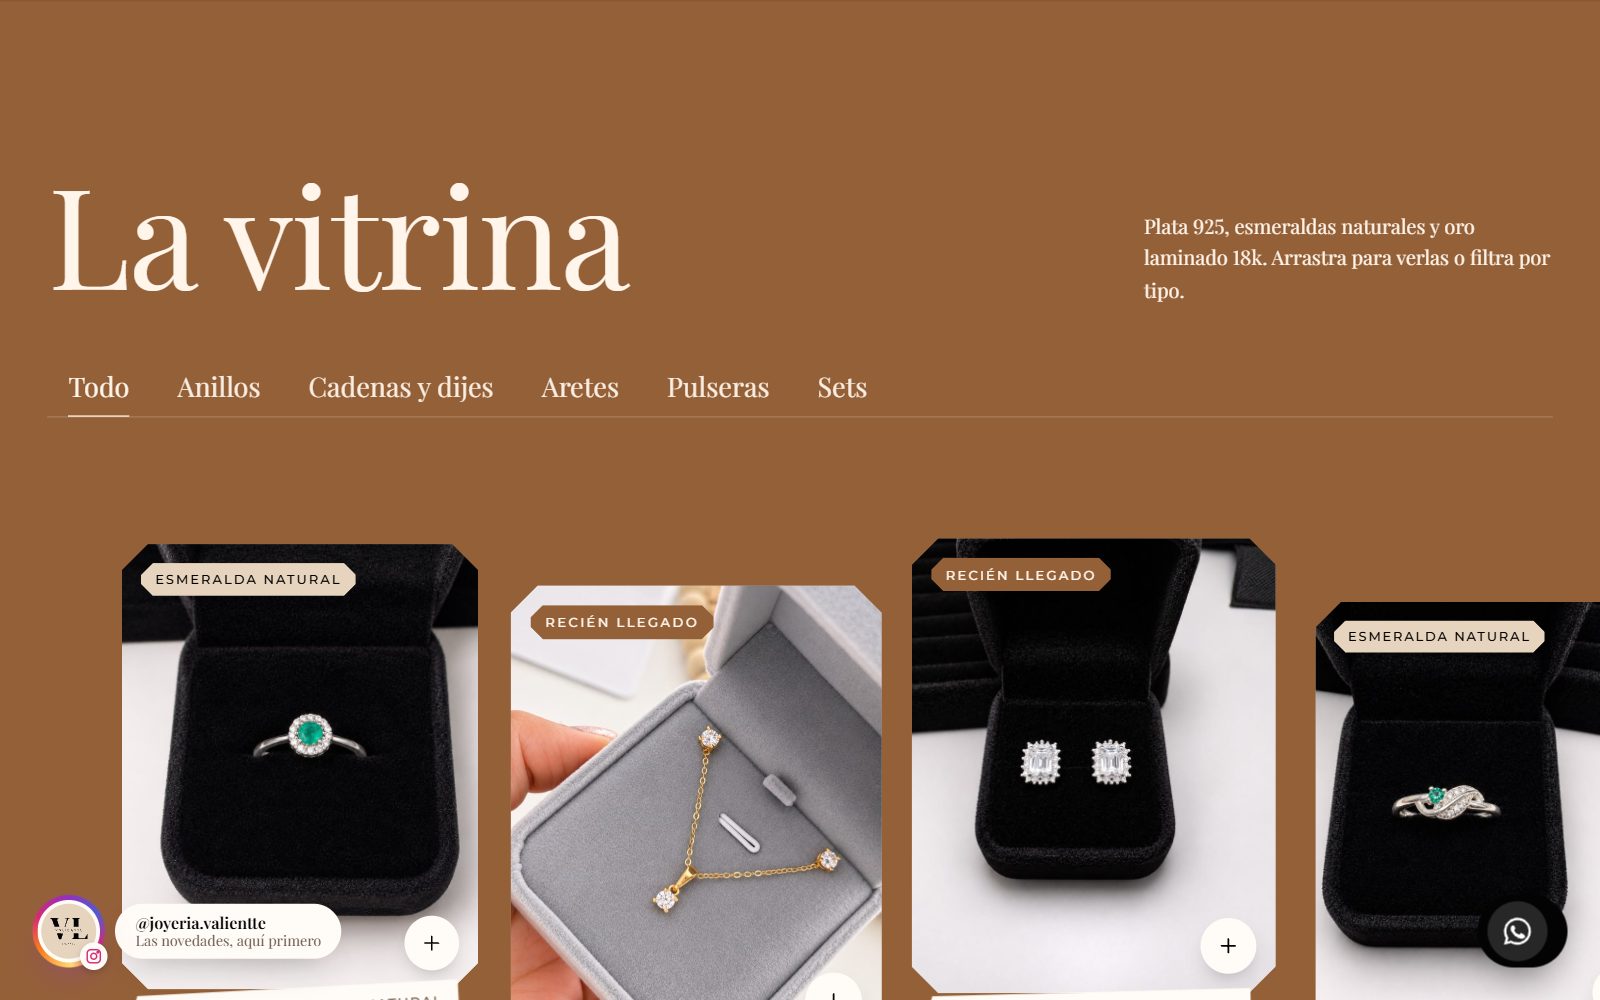 La vitrina
Plata 925, esmeraldas naturales y oro
laminado 18k. Arrastra para verlas o filtra por
tipo.
Todo
Anillos
Cadenas y dijes
Aretes
Pulseras
Sets
ESMERALDA NATURAL
RECIÉN LLEGADO
RECIÉN LLEGADO
ESMERALDA NATURAL
VL
@joyeria.valientte
Las novedades, aquí primero